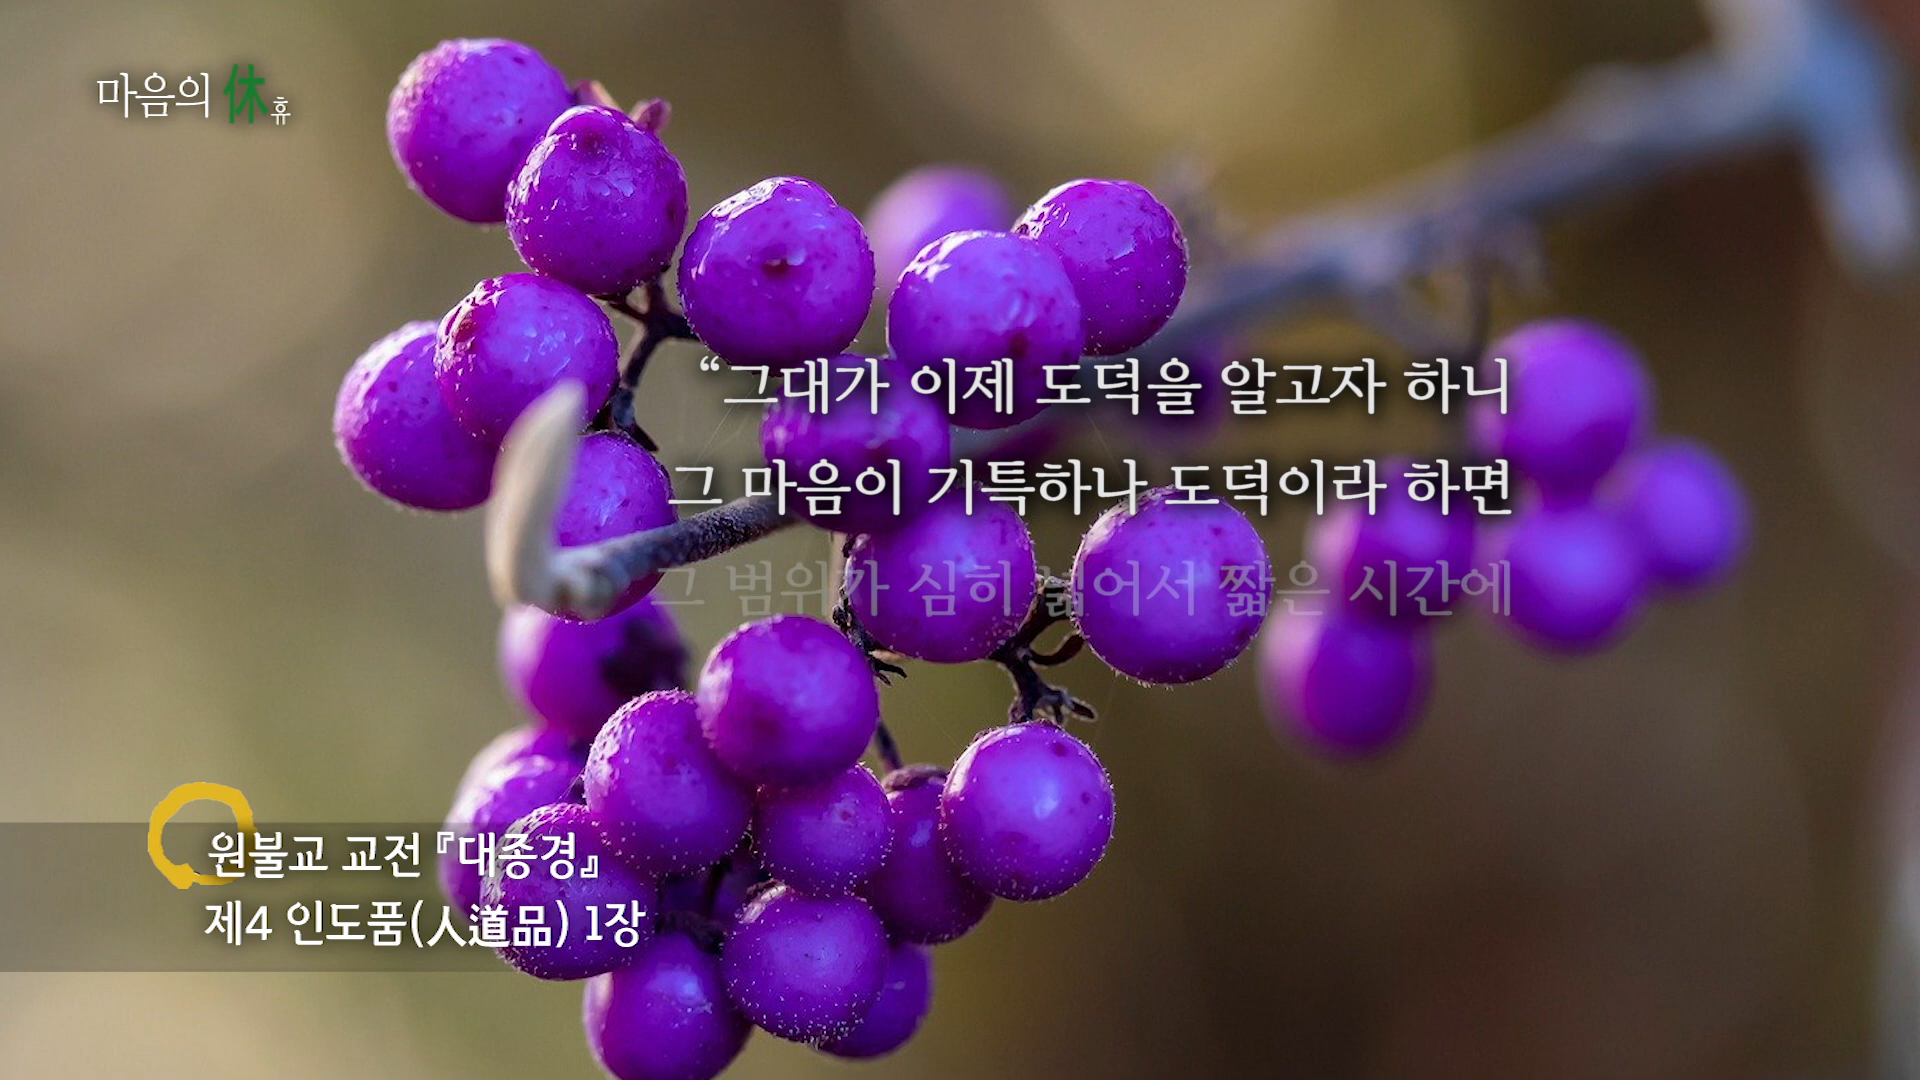 마음의 休휴
“그대가 이제 도덕을 알고자 하니
그 마음이 기특하나 도덕이라 하면
그 범위가 심히 넓어서 짧은 시간에
원불교 교전 『대종경』
제4 인도품(人道品) 1장